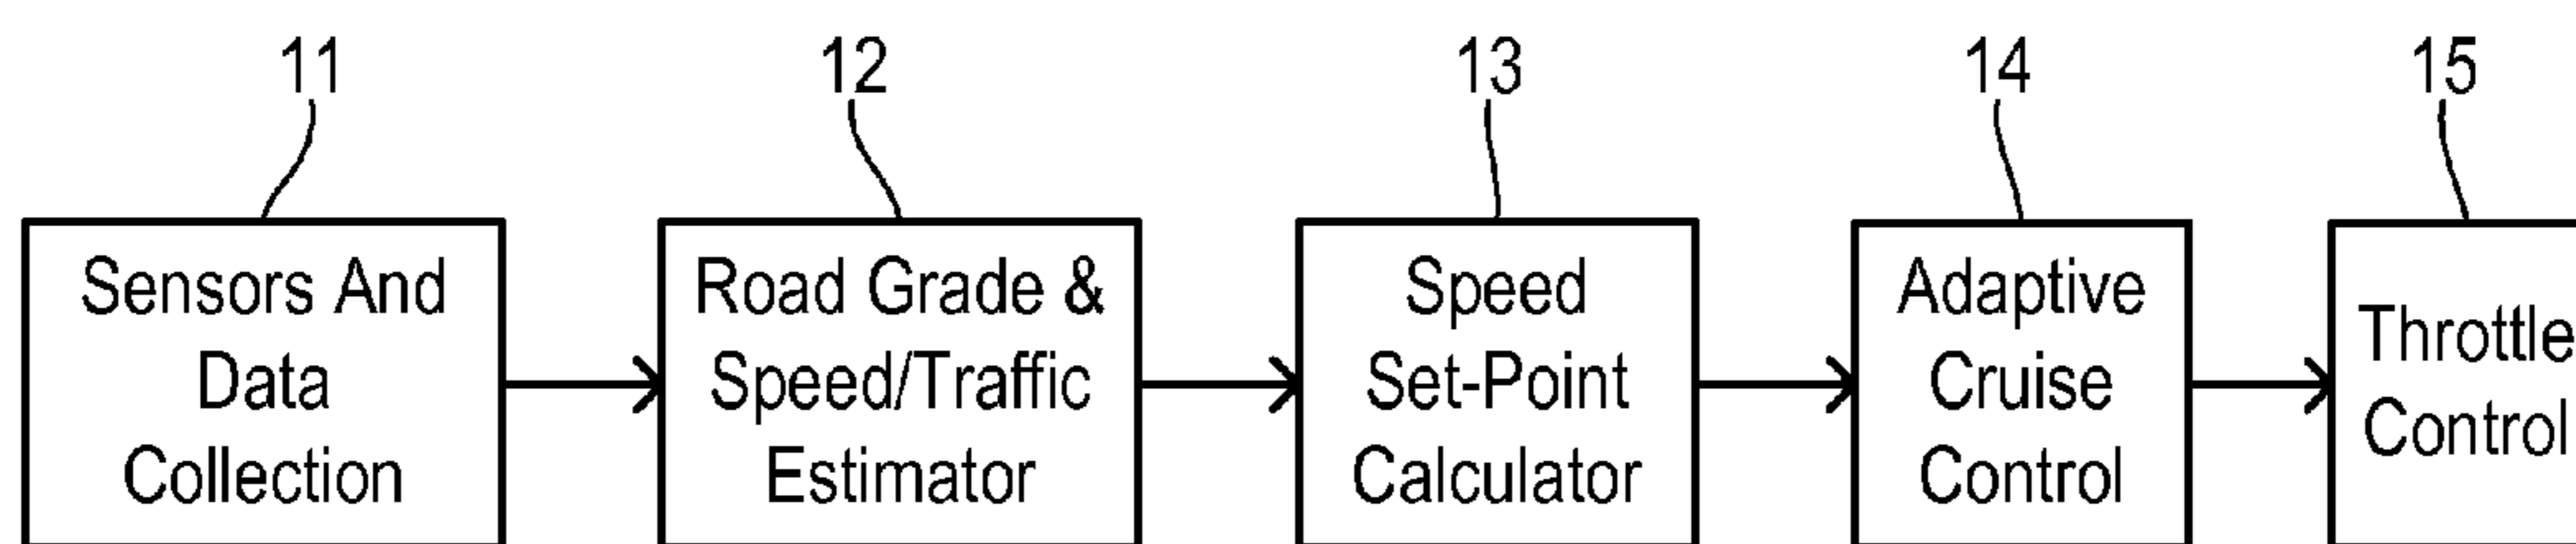 11
12
13
14
15
Sensors And
Data
Collection
Road Grade &
Speed/Traffic
Estimator
Speed
Set-Point
Calculator
Adaptive
Cruise
Control
Throttle
Control